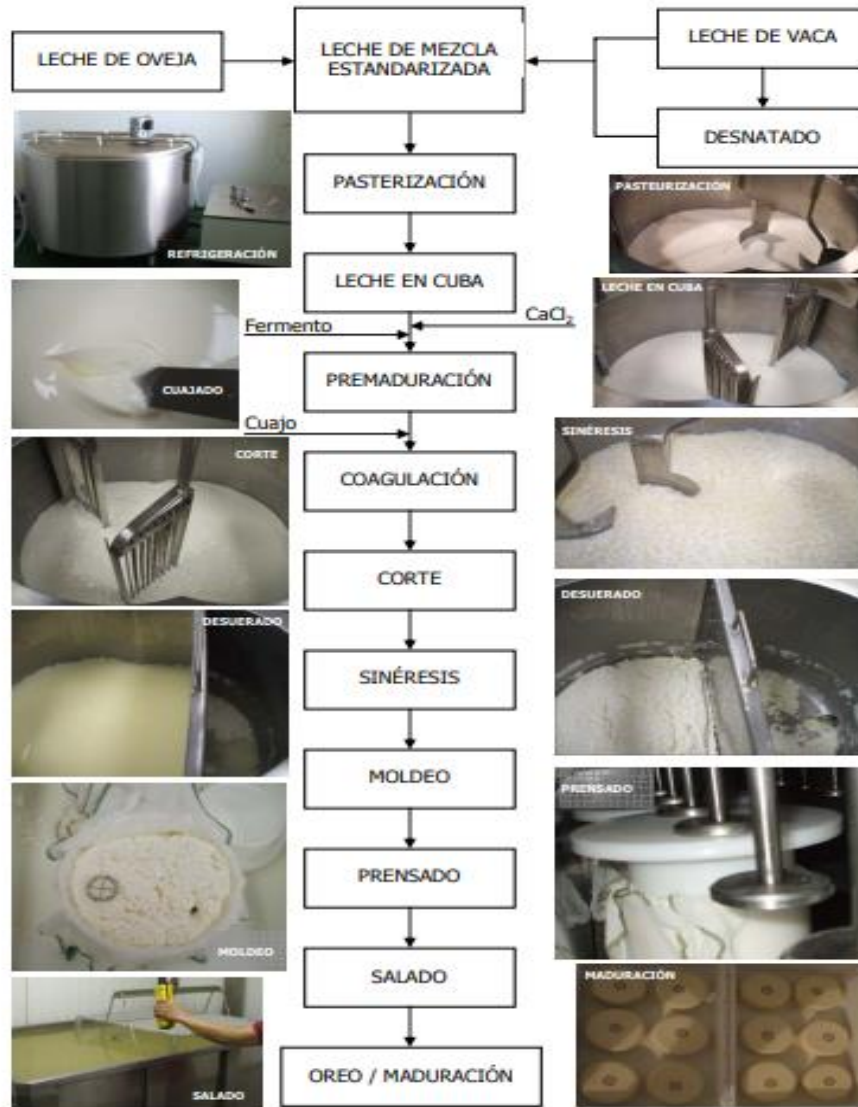 LECHE DE OVEJA
LECHE DE MEZCLA
ESTANDARIZADA
LECHE DE VACA
DESNATADO
PASTERIZACIÓN
PASTEURIZACIÓN
REFRIGERACIÓN
LECHE EN CUBA
LECHE EN CUBA
Fermento
CaCl₂
PREMADURACIÓN
CUAJADO
Cuajo
SINÉRESIS
CORTE
COAGULACIÓN
CORTE
DESUERADO
DESUERADO
SINÉRESIS
MOLDEO
PRENSADO
PRENSADO
MOLDEO
SALADO
MADURACIÓN
OREO / MADURACIÓN
SALADO